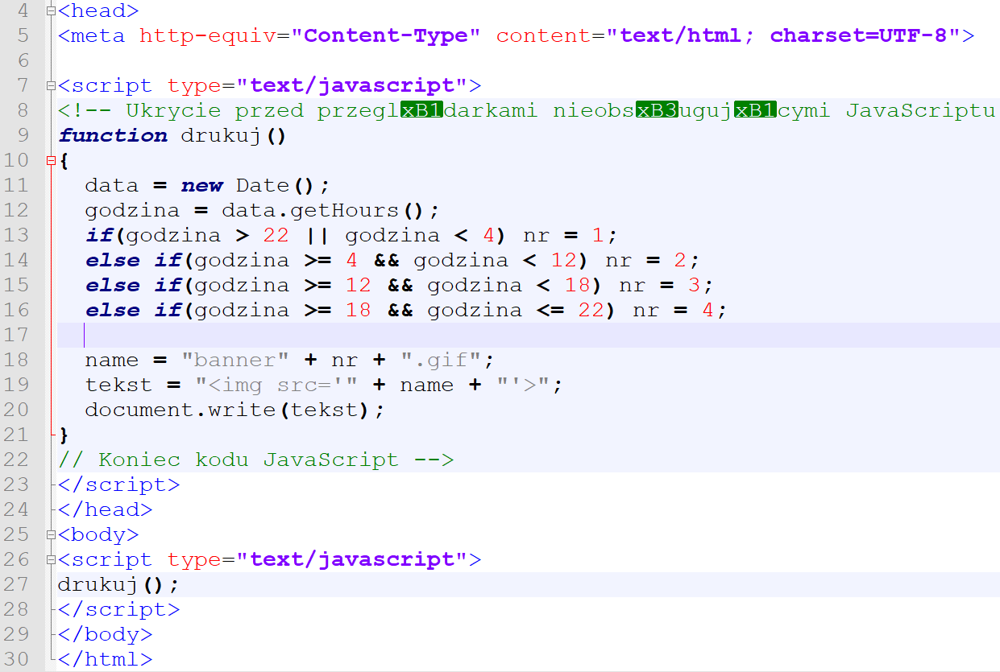 4 <head>
5 <meta http-equiv="Content-Type" content="text/html; charset=UTF-8">
6
7 <script type="text/javascript">
8 <!-- Ukrycie przed przeglxB1darkami nieobsxB3ugujxB1cymi JavaScriptu
9 function drukuj()
10 {
11   data = new Date();
12   godzina = data.getHours();
13   if(godzina > 22 || godzina < 4) nr = 1;
14   else if(godzina >= 4 && godzina < 12) nr = 2;
15   else if(godzina >= 12 && godzina < 18) nr = 3;
16   else if(godzina >= 18 && godzina <= 22) nr = 4;
17
18   name = "banner" + nr + ".gif";
19   tekst = "<img src='" + name + "'>";
20   document.write(tekst);
21 }
22 // Koniec kodu JavaScript -->
23 </script>
24 </head>
25 <body>
26 <script type="text/javascript">
27 drukuj();
28 </script>
29 </body>
30 </html>